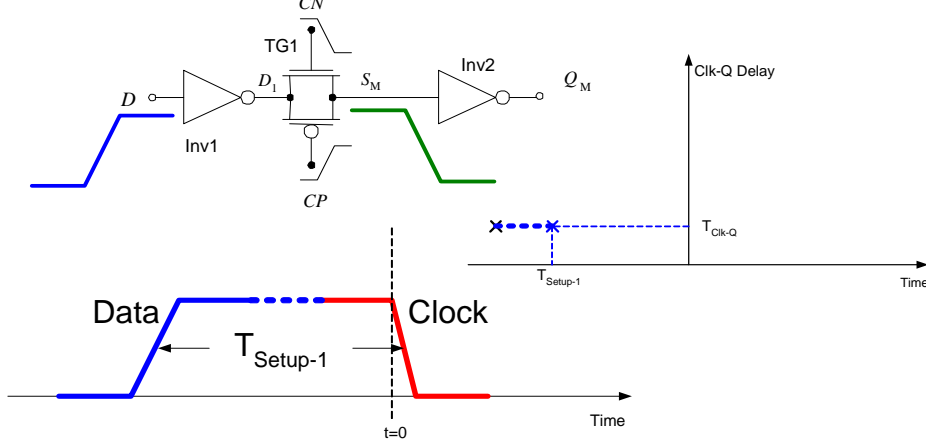 CN
TG1
Inv2
D
D1
SM
QM
Inv1
CP
Clk-Q Delay
TClk-Q
TSetup-1
Time
Data
Clock
TSetup-1
Time
t=0